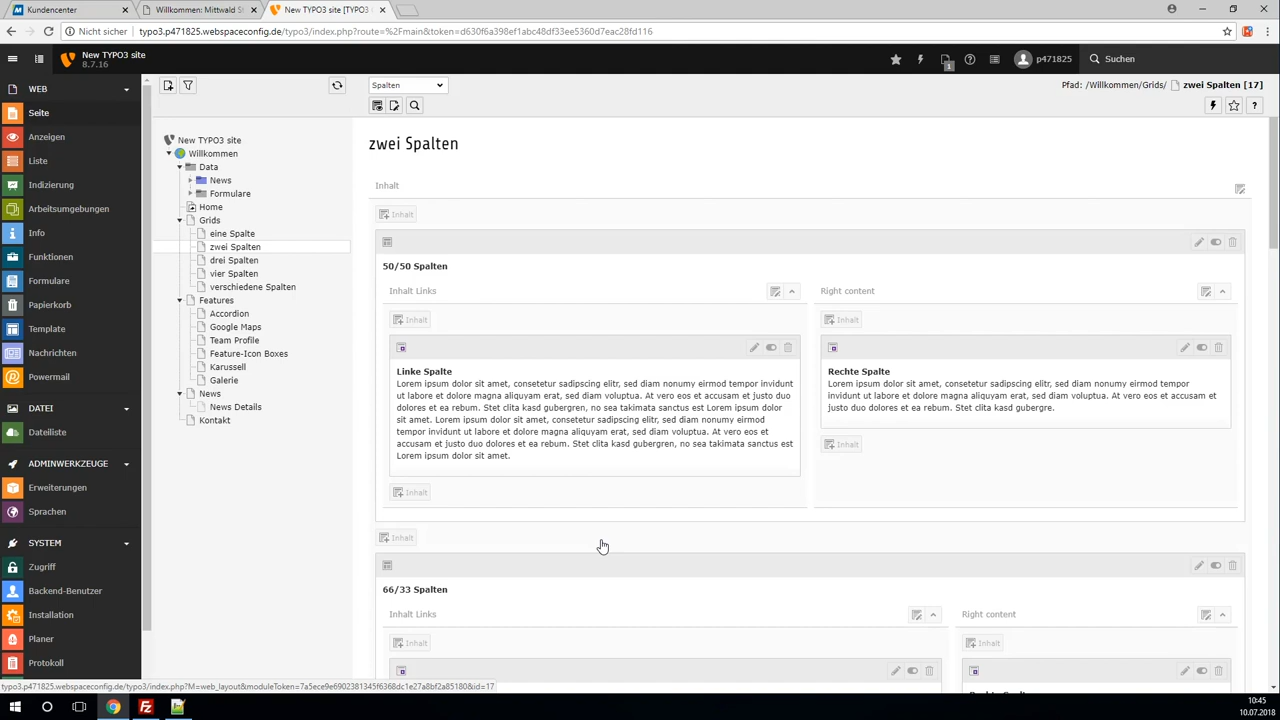 Kundencenter
Willkommen: Mittwald S
New TYPO3 site [TYPO3
Nicht sicher typo3.p471825.webspaceconfig.de/typo3/index.php?route=%2Fmain&token=d630f6a398ef1abc48df33ee5360d7eac28fd116
New TYPO3 site
8.7.16
1
p471825
Suchen
WEB
Seite
Anzeigen
Liste
Indizierung
Arbeitsumgebungen
Info
Funktionen
Formulare
Papierkorb
Template
Nachrichten
Powermail
DATEI
Dateiliste
ADMINWERKZEUGE
Erweiterungen
Sprachen
SYSTEM
Zugriff
Backend-Benutzer
Installation
Planer
Protokoll
New TYPO3 site
Willkommen
Data
News
Formulare
Home
Grids
eine Spalte
zwei Spalten
drei Spalten
vier Spalten
verschiedene Spalten
Features
Accordion
Google Maps
Team Profile
Feature-Icon Boxes
Karussell
Galerie
News
News Details
Kontakt
Spalten
Pfad: /Willkommen/Grids/ zwei Spalten [17]
zwei Spalten
Inhalt
Inhalt
50/50 Spalten
Inhalt Links
Inhalt
Linke Spalte
Lorem ipsum dolor sit amet, consetetur sadipscing elitr, sed diam nonumy eirmod tempor invidunt
ut labore et dolore magna aliquyam erat, sed diam voluptua. At vero eos et accusam et justo duo
dolores et ea rebum. Stet clita kasd gubergren, no sea takimata sanctus est Lorem ipsum dolor
sit amet. Lorem ipsum dolor sit amet, consetetur sadipscing elitr, sed diam nonumy eirmod
tempor invidunt ut labore et dolore magna aliquyam erat, sed diam voluptua. At vero eos et
accusam et justo duo dolores et ea rebum. Stet clita kasd gubergren, no sea takimata sanctus est
Lorem ipsum dolor sit amet.
Inhalt
Right content
Inhalt
Rechte Spalte
Lorem ipsum dolor sit amet, consetetur sadipscing elitr, sed diam nonumy eirmod tempor
invidunt ut labore et dolore magna aliquyam erat, sed diam voluptua. At vero eos et accusam et
justo duo dolores et ea rebum. Stet clita kasd gubergre.
Inhalt
Inhalt
66/33 Spalten
Inhalt Links
Inhalt
Right content
Inhalt
typo3.p471825.webspaceconfig.de/typo3/index.php?M=web_layout&moduleToken=7a5ece9e6902381345f6368dc1e27a8bf2a85180&id=17
10:45
10.07.2018